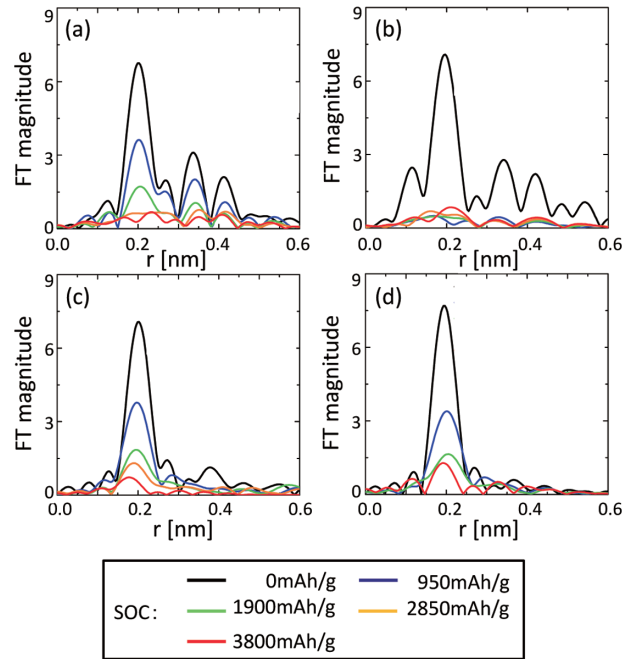 (a)
(b)
9
6
3
0
FT magnitude
0.0 0.2 0.4 0.6
r [nm]
9
6
3
0
FT magnitude
0.0 0.2 0.4 0.6
r [nm]
(c)
(d)
9
6
3
0
FT magnitude
0.0 0.2 0.4 0.6
r [nm]
9
6
3
0
FT magnitude
0.0 0.2 0.4 0.6
r [nm]
SOC:
0mAh/g 950mAh/g
1900mAh/g 2850mAh/g
3800mAh/g